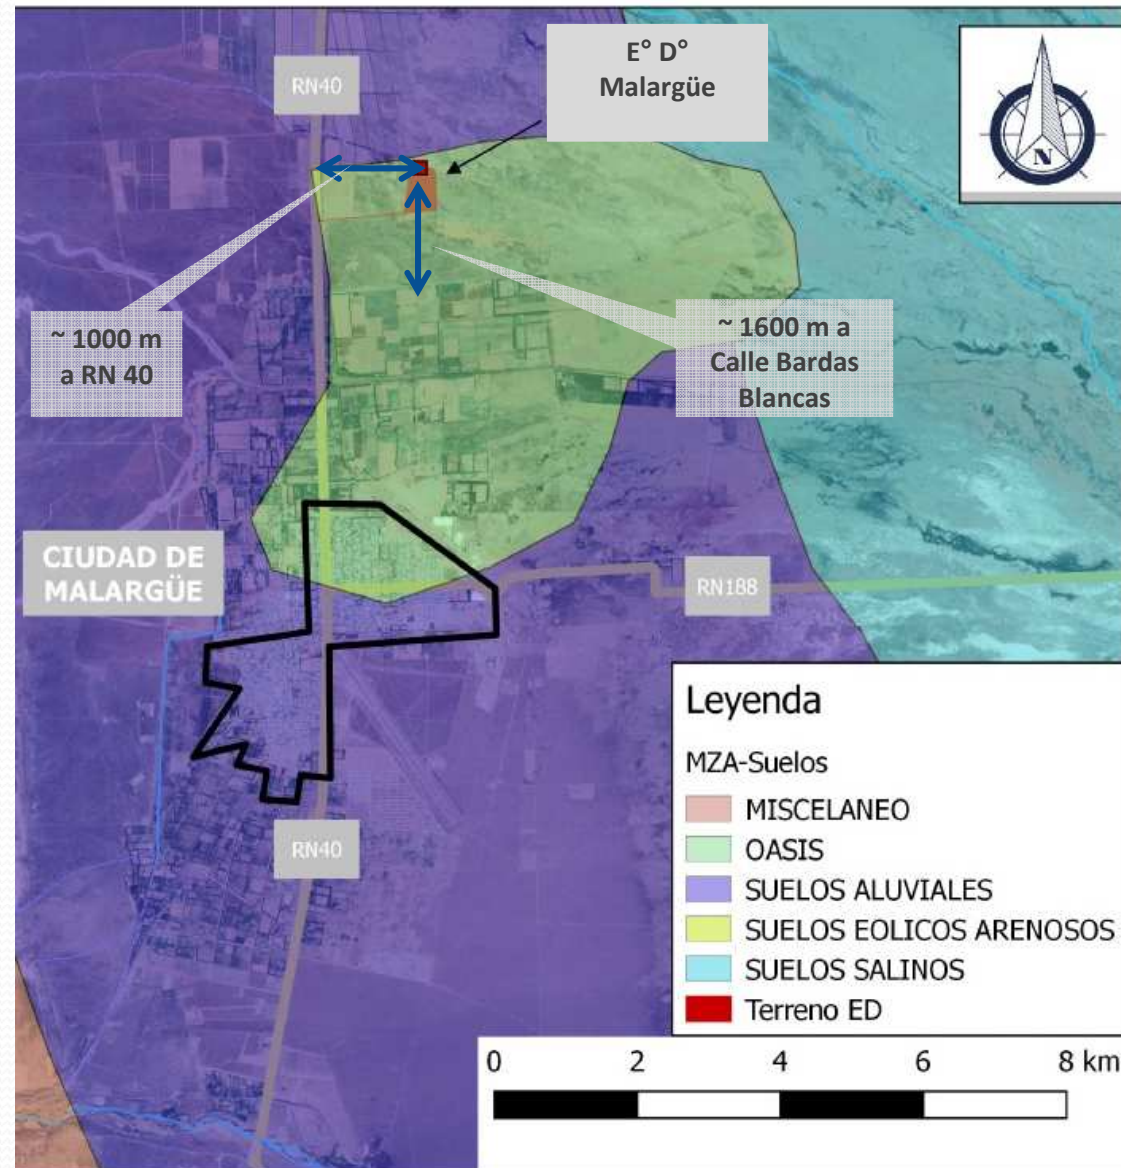 RN40
E° D°
Malargüe
N
~ 1000 m
a RN 40
~ 1600 m a
Calle Bardas
Blancas
CIUDAD DE
MALARGÜE
RN188
RN40
Leyenda
MZA-Suelos
MISCELANEO
OASIS
SUELOS ALUVIALES
SUELOS EOLICOS ARENOSOS
SUELOS SALINOS
Terreno ED
0 2 4 6 8 km